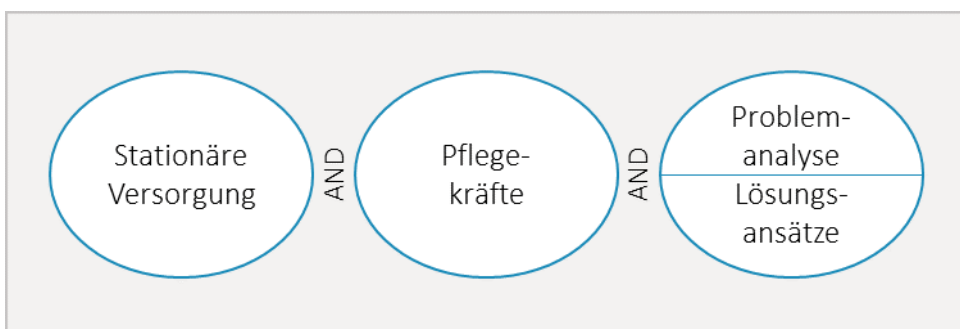 Stationäre
Versorgung
AND
Pflege-
kräfte
AND
Problem-
analyse
Lösungs-
ansätze